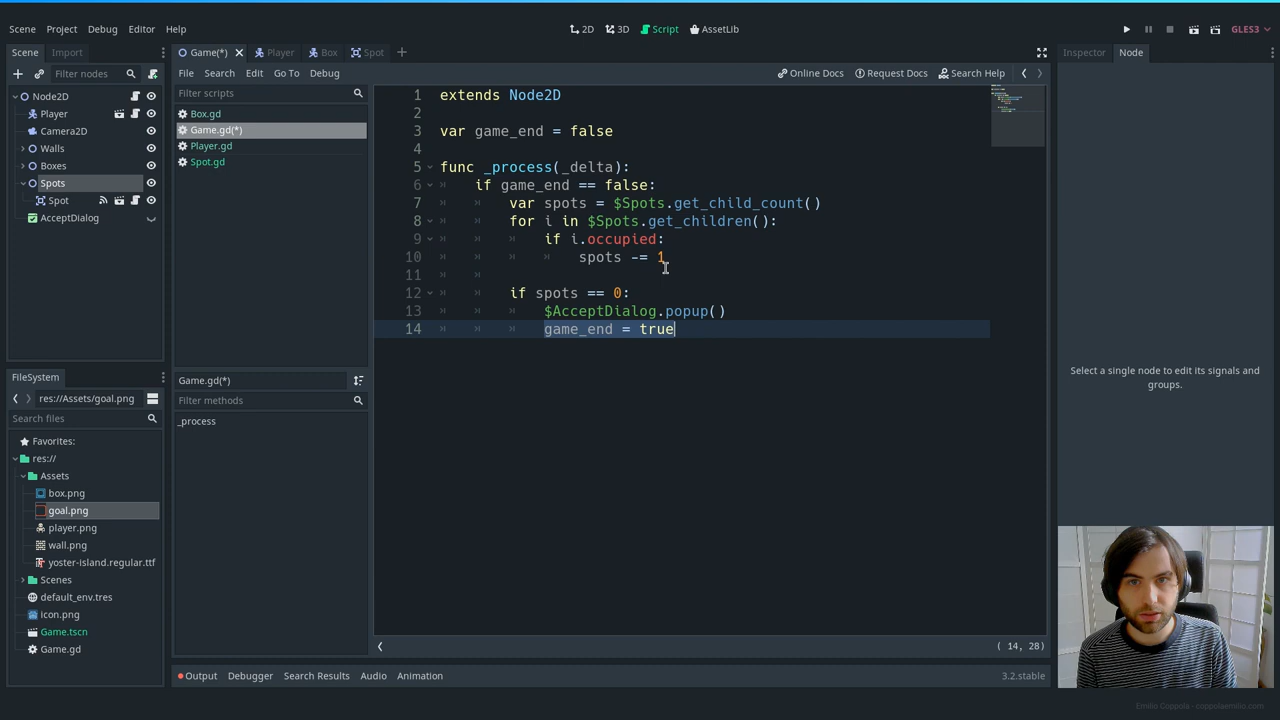 Scene Project Debug Editor Help
2D 3D Script AssetLib
GLES3
Scene Import
Game(*) Player Box Spot
Inspector Node
Filter nodes
File Search Edit Go To Debug
Online Docs Request Docs Search Help
Node2D
Player
Camera2D
Walls
Boxes
Spots
Spot
AcceptDialog
Filter scripts
Box.gd
Game.gd(*)
Player.gd
Spot.gd
1 extends Node2D
2
3 var game_end = false
4
5 func _process(_delta):
6 if game_end == false:
7 var spots = $Spots.get_child_count()
8 for i in $Spots.get_children():
9 if i.occupied:
10 spots -= 1
11
12 if spots == 0:
13 $AcceptDialog.popup()
14 game_end = true
Select a single node to edit its signals and
groups.
FileSystem
res://Assets/goal.png
Search files
Favorites:
res://
Assets
box.png
goal.png
player.png
wall.png
yoster-island.regular.ttf
Scenes
default_env.tres
icon.png
Game.tscn
Game.gd
Game.gd(*)
Filter methods
_process
( 14, 28)
Output Debugger Search Results Audio Animation
3.2.stable
Emilio Coppola - coppolaemilio.com